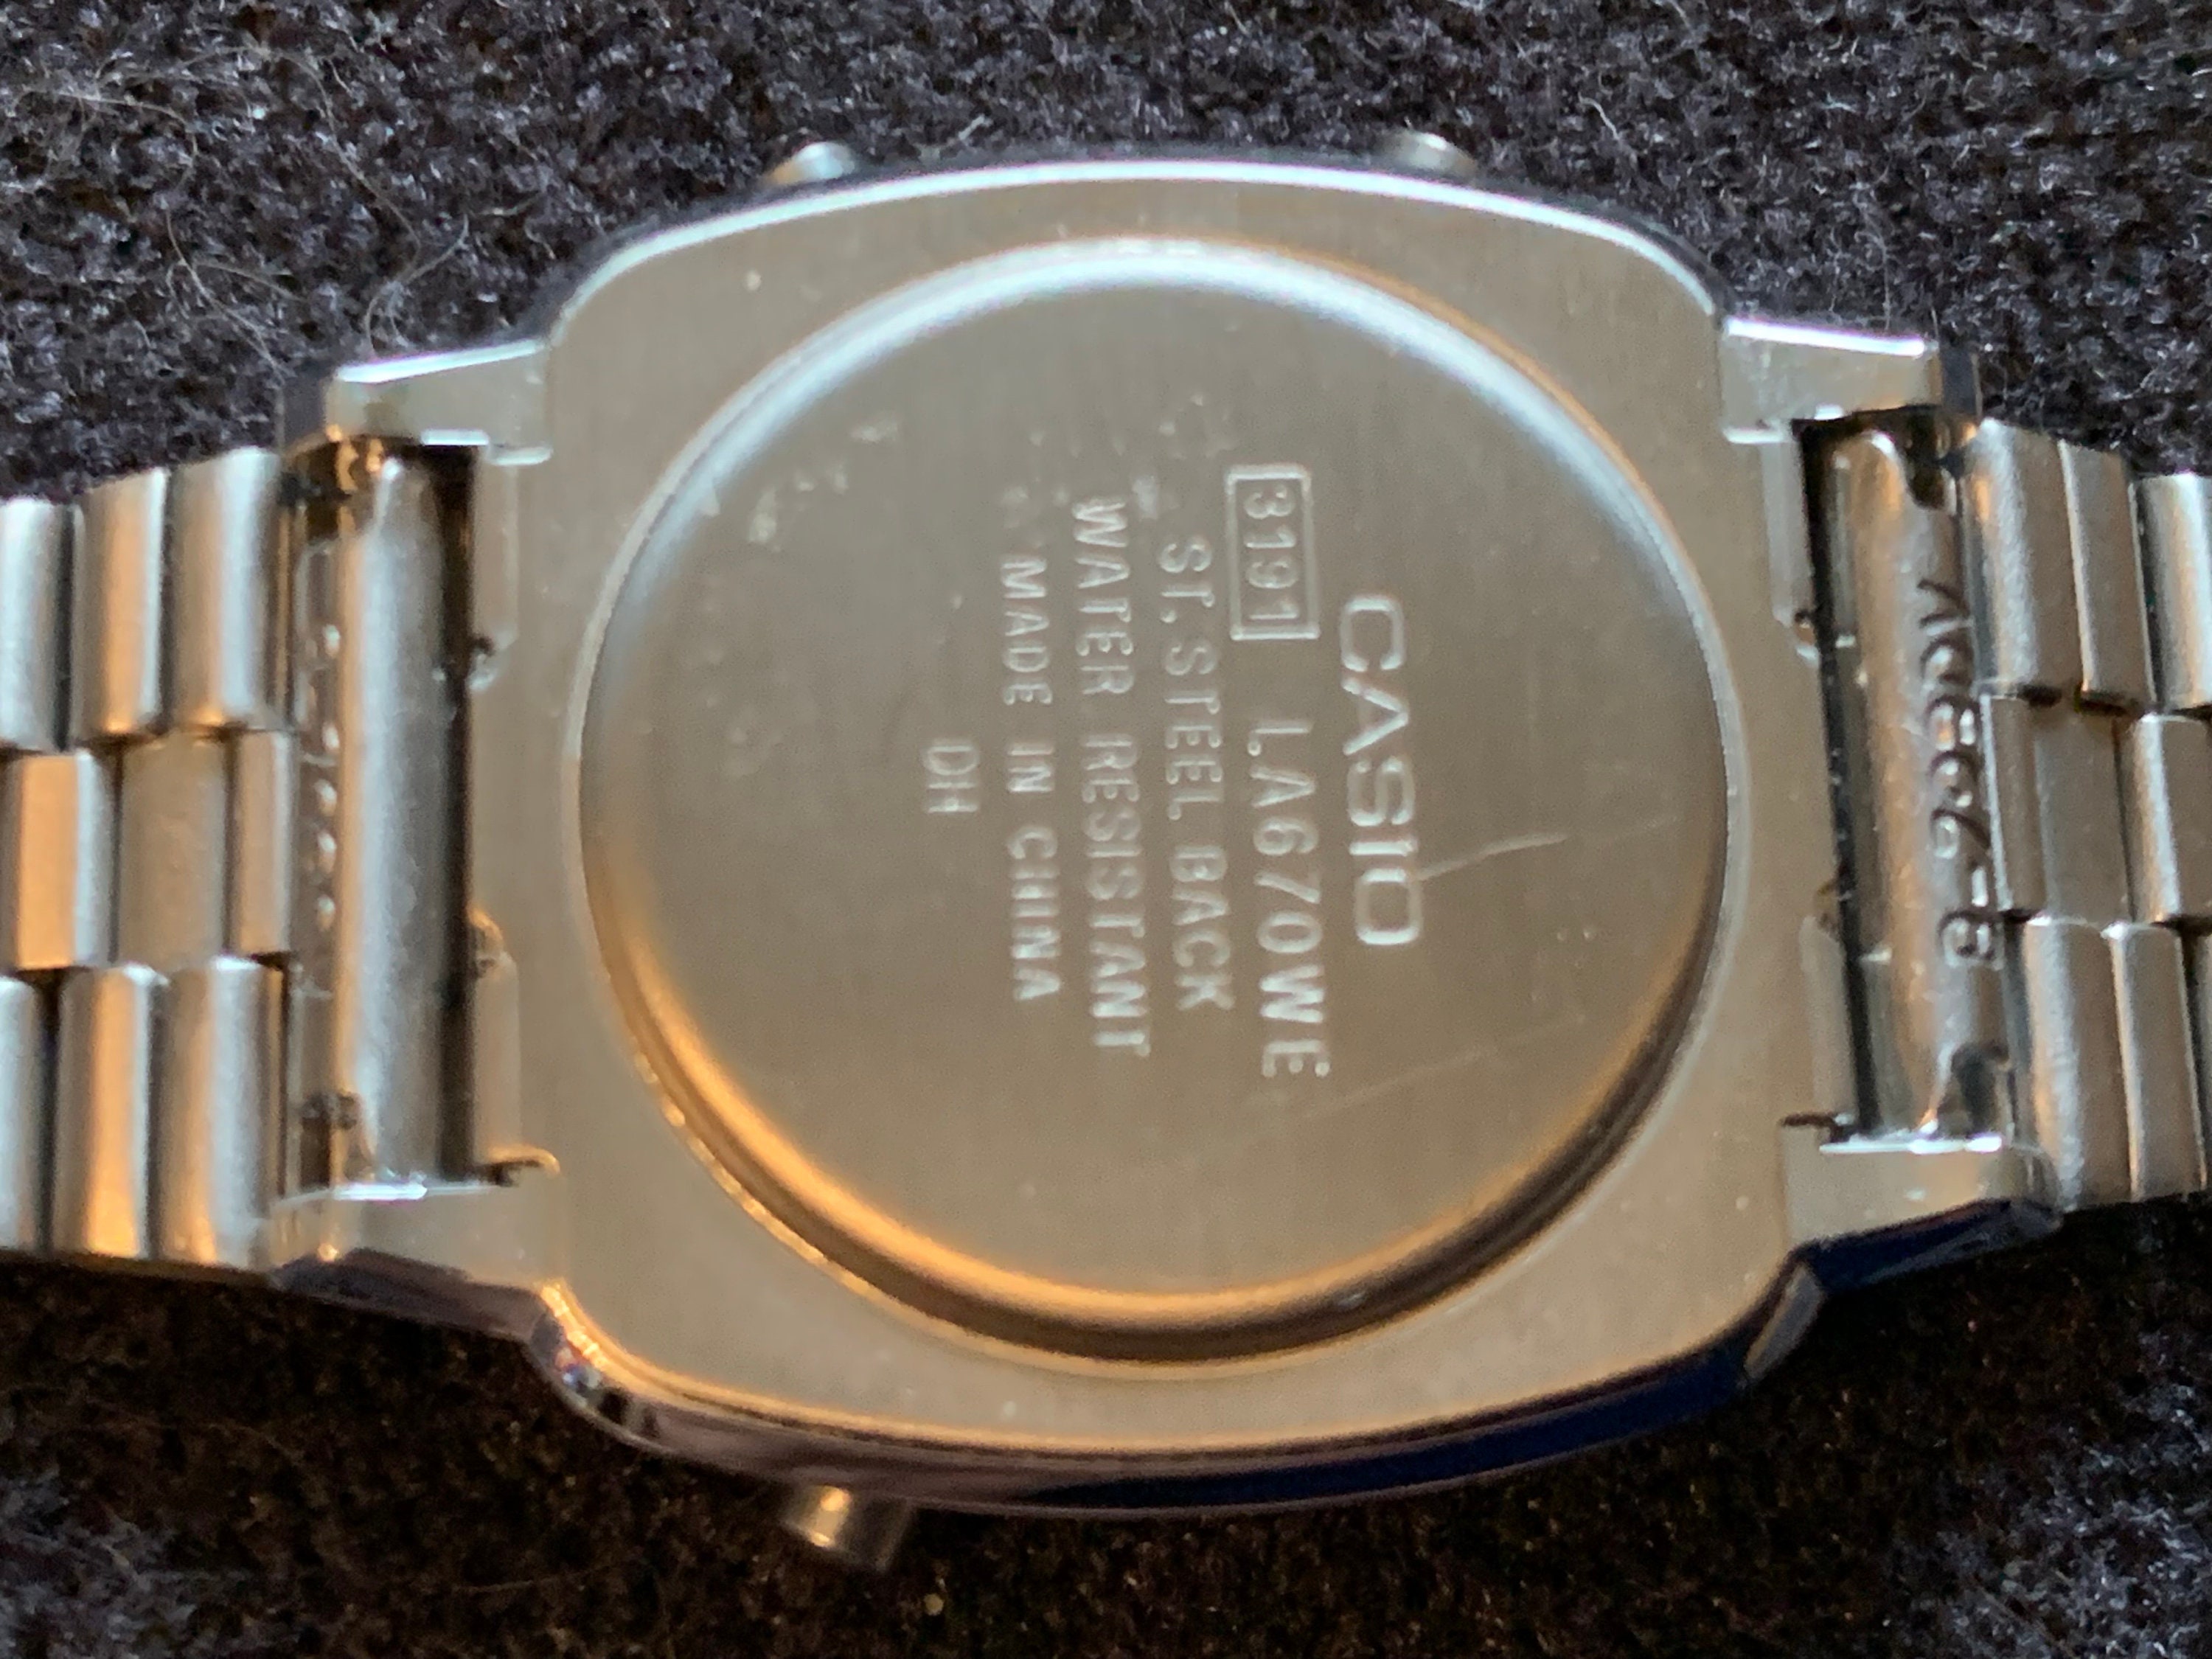 CASIO
3191 LA670WE
ST. STEEL BACK
WATER RESISTANT
MADE IN CHINA
DH